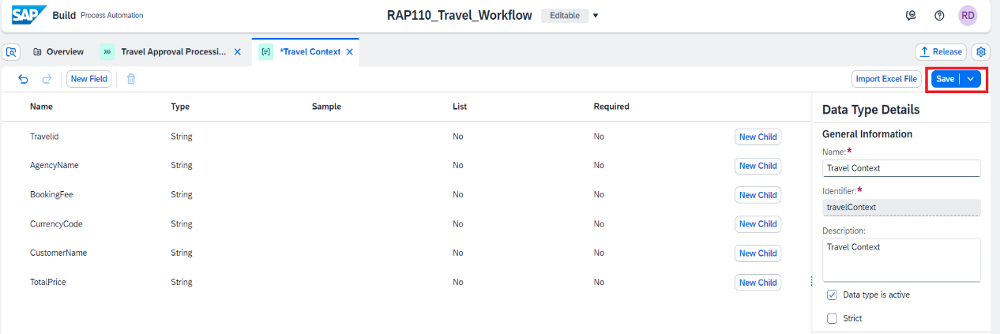 SAP Build Process Automation RAP110_Travel_Workflow Editable RD
Overview Travel Approval Processi... *Travel Context Release
New Field Import Excel File Save
Name Type Sample List Required
Travelid String No No New Child
AgencyName String No No New Child
BookingFee String No No New Child
CurrencyCode String No No New Child
CustomerName String No No New Child
TotalPrice String No No New Child
Data Type Details
General Information
Name:*
Travel Context
Identifier:*
travelContext
Description:
Travel Context
Data type is active
Strict